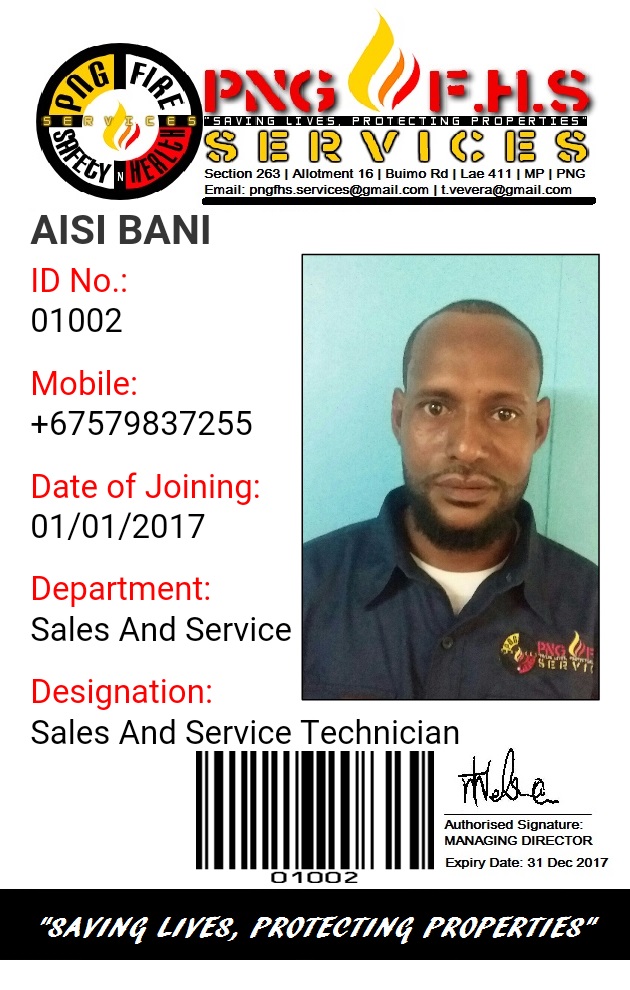 PNG FIRE
SERVICES
SAFETY N HEALTH
PNG F.H.S
"SAVING LIVES, PROTECTING PROPERTIES"
SERVICES
Section 263 | Allotment 16 | Buimo Rd | Lae 411 | MP | PNG
Email: pngfhs.services@gmail.com | t.vevera@gmail.com
AISI BANI
ID No.:
01002
Mobile:
+67579837255
Date of Joining:
01/01/2017
Department:
Sales And Service
Designation:
Sales And Service Technician
PNG
PNG F.H.S
SERVIC
01002
Authorised Signature:
MANAGING DIRECTOR
Expiry Date: 31 Dec 2017
"SAVING LIVES, PROTECTING PROPERTIES"